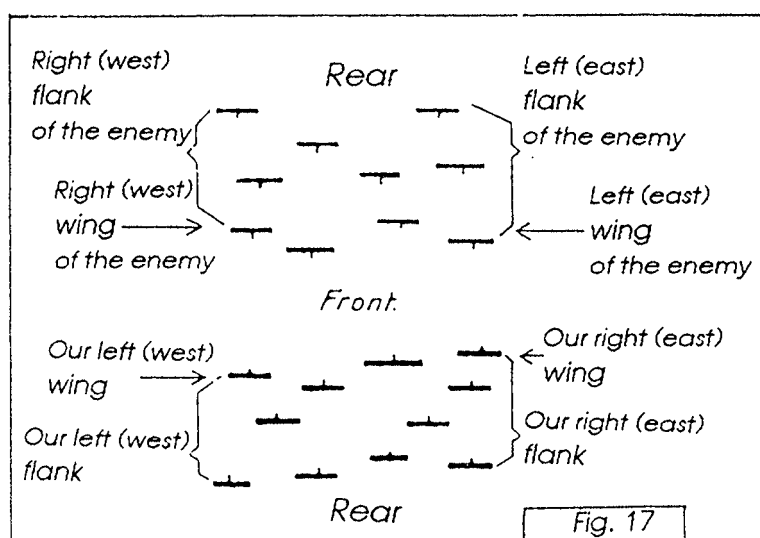 Right (west)
flank
of the enemy
Rear
Left (east)
flank
of the enemy
Right (west)
wing
of the enemy
Left (east)
wing
of the enemy
Front.
Our left (west)
wing
Our right (east)
wing
Our left (west)
flank
Our right (east)
flank
Rear
Fig. 17